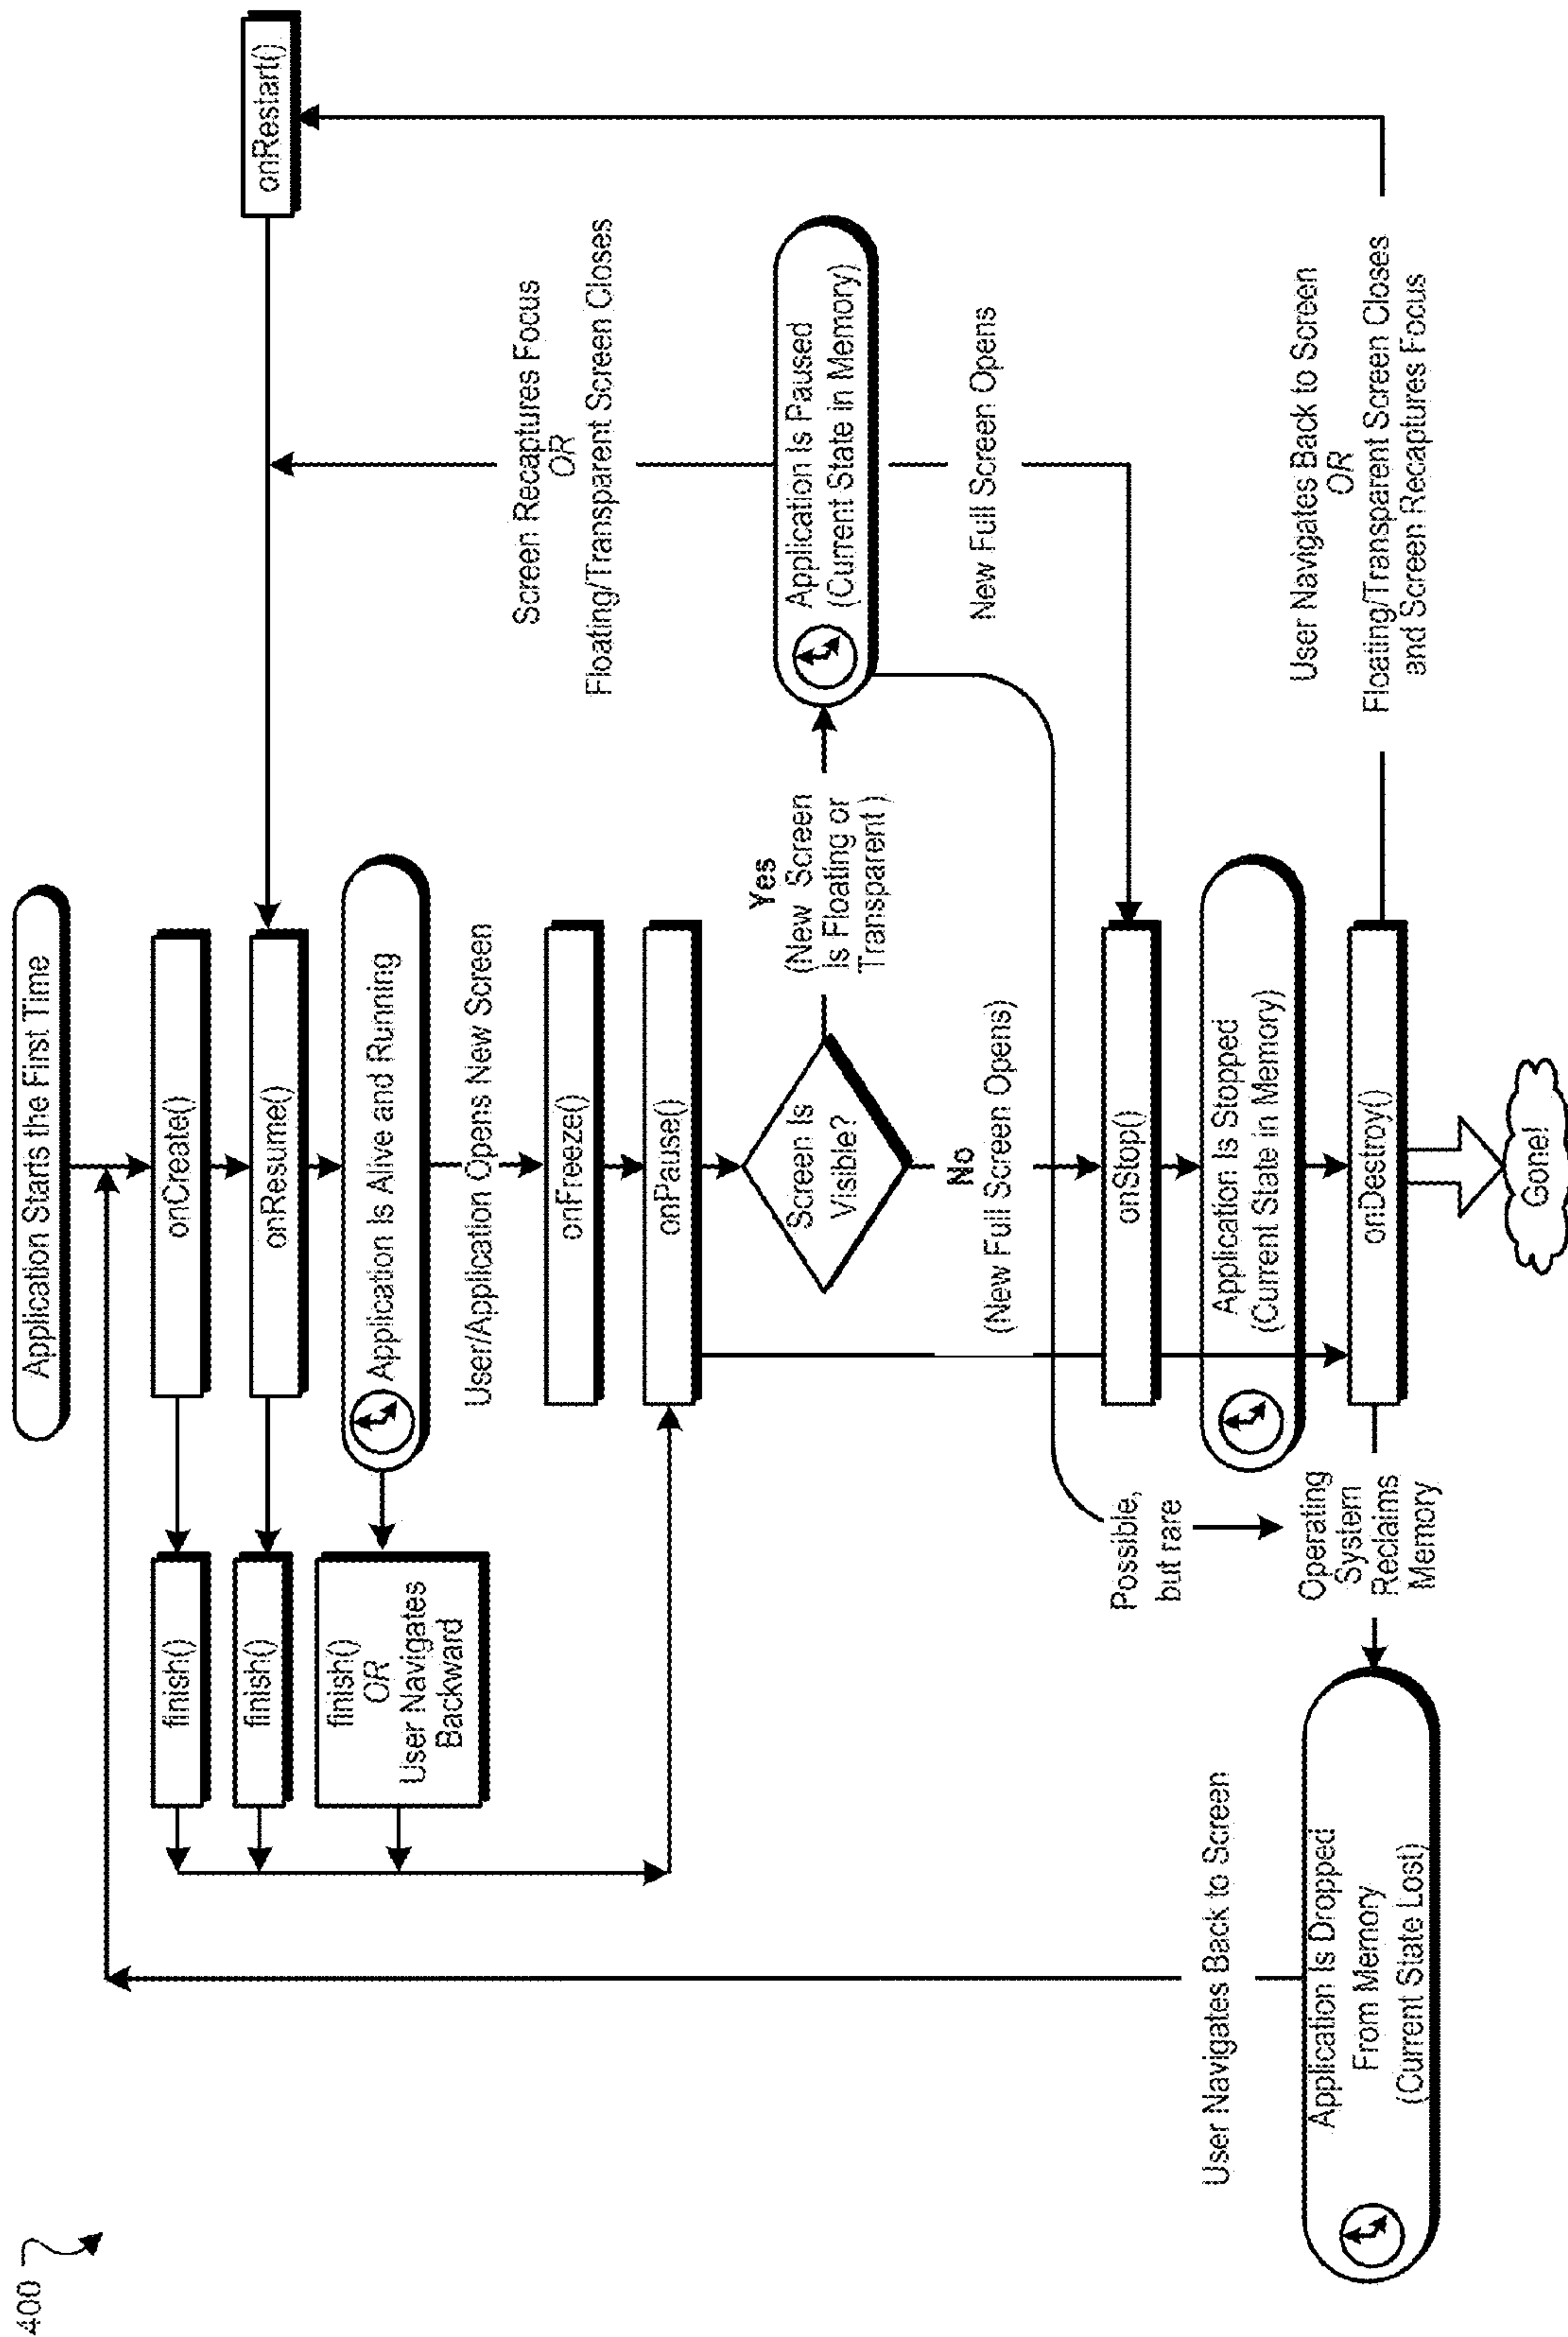 400
Application Starts the First Time
onCreate()
finish()
onResume()
onRestart()
finish()
Application Is Alive and Running
finish()
OR
User Navigates
Backward
User/Application Opens New Screen
Screen Recaptures Focus
OR
Floating/Transparent Screen Closes
onFreeze()
onPause()
Screen Is
Visible?
Yes
(New Screen
Is Floating or
Transparent )
Application Is Paused
(Current State in Memory)
No
(New Full Screen Opens)
New Full Screen Opens
onStop()
Possible,
but rare
Application Is Stopped
(Current State in Memory)
User Navigates Back to Screen
User Navigates Back to Screen
OR
Floating/Transparent Screen Closes
and Screen Recaptures Focus
onDestroy()
Operating
System
Reclaims
Memory
Application Is Dropped
From Memory
(Current State Lost)
Gone!